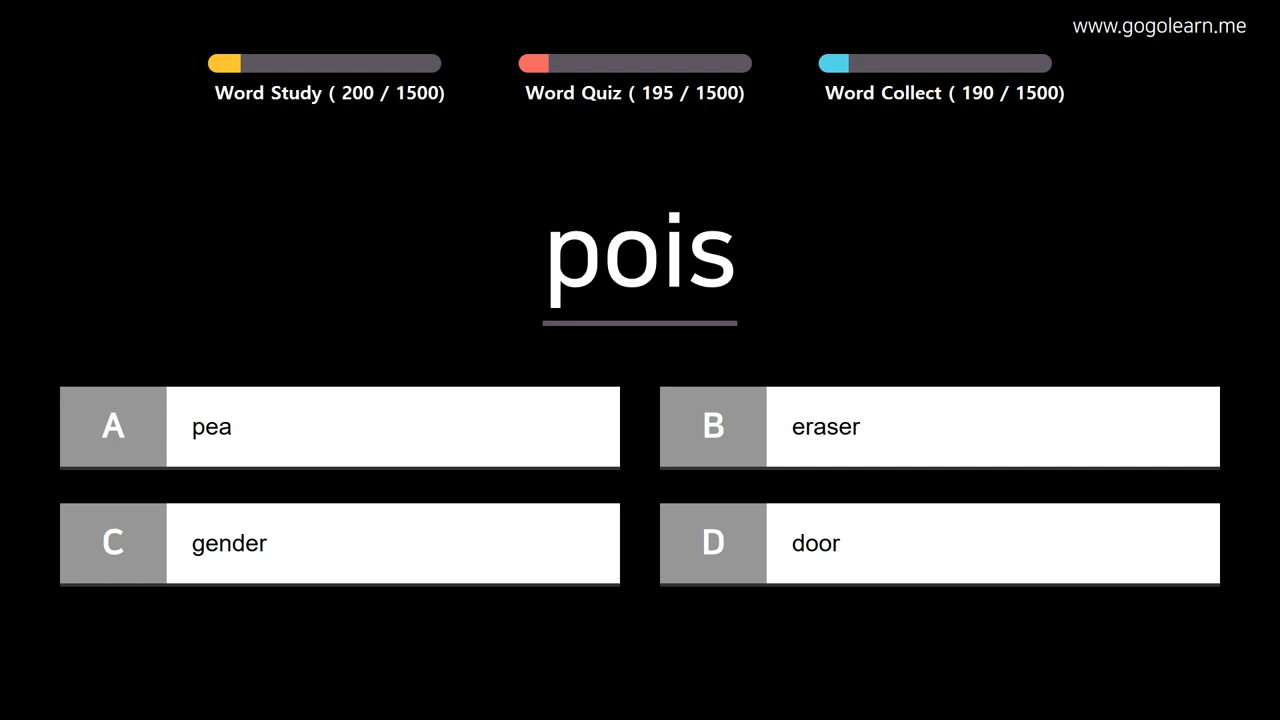 www.gogolearn.me
Word Study ( 200 / 1500)
Word Quiz ( 195 / 1500)
Word Collect ( 190 / 1500)
pois
A
pea
B
eraser
C
gender
D
door